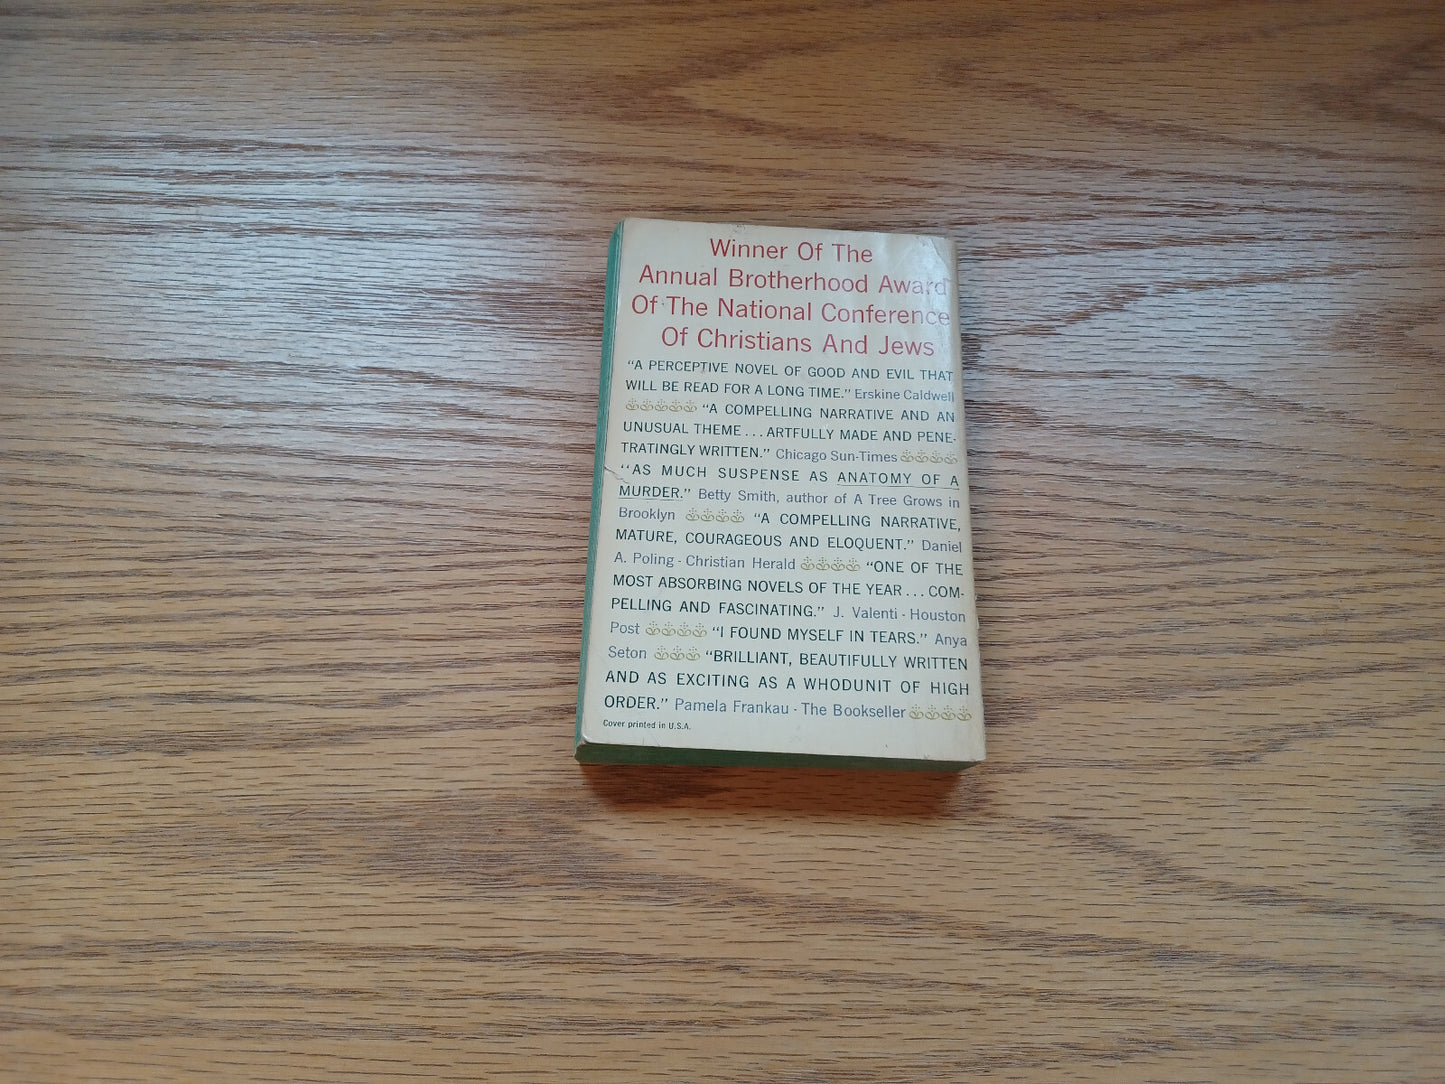 Winner Of The
Annual Brotherhood Award
Of The National Conference
Of Christians And Jews
“A PERCEPTIVE NOVEL OF GOOD AND EVIL THAT
WILL BE READ FOR A LONG TIME.” Erskine Caldwell
“A COMPELLING NARRATIVE AND AN
UNUSUAL THEME . . . ARTFULLY MADE AND PENE-
TRATINGLY WRITTEN.” Chicago Sun-Times
“AS MUCH SUSPENSE AS ANATOMY OF A
MURDER.” Betty Smith, author of A Tree Grows in
Brooklyn “A COMPELLING NARRATIVE,
MATURE, COURAGEOUS AND ELOQUENT.” Daniel
A. Poling - Christian Herald “ONE OF THE
MOST ABSORBING NOVELS OF THE YEAR . . . COM-
PELLING AND FASCINATING.” J. Valenti - Houston
Post “I FOUND MYSELF IN TEARS.” Anya
Seton “BRILLIANT, BEAUTIFULLY WRITTEN
AND AS EXCITING AS A WHODUNIT OF HIGH
ORDER.” Pamela Frankau - The Bookseller
Cover printed in U.S.A.